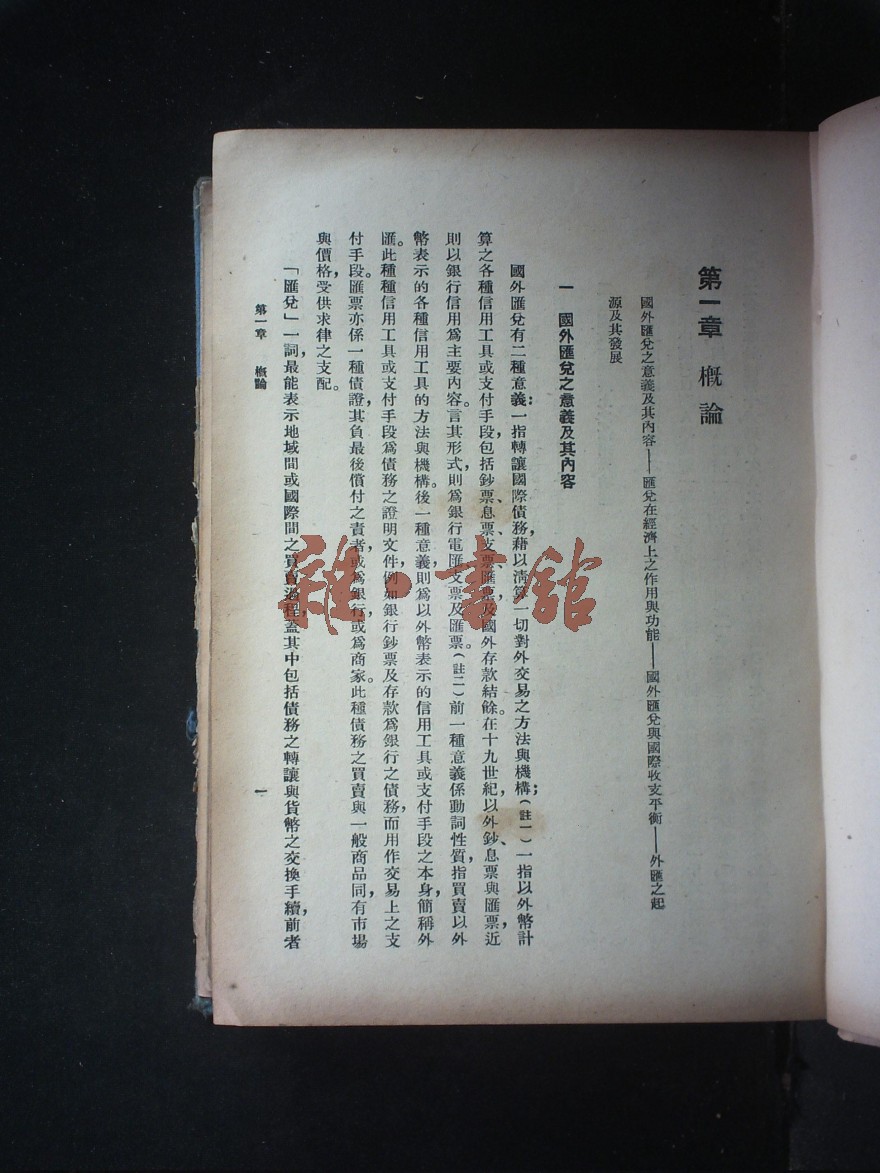 第一章 概論
國外匯兌之意義及其內容——匯兌在經濟上之作用與功能——國外匯兌與國際收支平衡——外匯之起
源及其發展
一 國外匯兌之意義及其內容
國外匯兌有二種意義：一指轉讓國際債務，藉以清算一切對外交易之方法與機構；（註一）一指以外幣計
算之各種信用工具或支付手段，包括鈔票、息票、支票、匯票，及國外存款結餘。在十九世紀，以外鈔、息票與匯票，近
則以銀行信用爲主要內容。言其形式，則爲銀行電匯支票及匯票。（註二）前一種意義係動詞性質，指買賣以外
幣表示的各種信用工具的方法與機構。後一種意義，則爲以外幣表示的信用工具或支付手段之本身，簡稱外
匯。此種種信用工具或支付手段爲債務之證明文件，例如銀行鈔票及存款爲銀行之債務，而用作交易上之支
付手段。匯票亦係一種債證，其負最後償付之責者，或爲銀行，或爲商家。此種債務之買賣與一般商品同，有市場
與價格，受供求律之支配。
「匯兌」一詞，最能表示地域間或國際間之買賣過程，蓋其中包括債務之轉讓與貨幣之交換手續，前者
第一章 概論
一
雜·書館